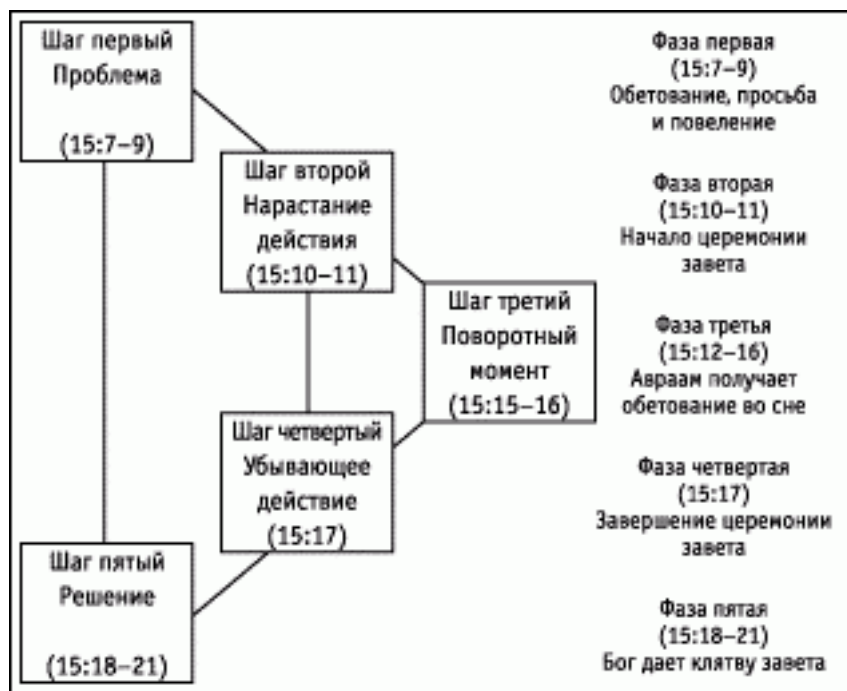 Шаг первый
Проблема
(15:7–9)
Шаг второй
Нарастание
действия
(15:10–11)
Шаг третий
Поворотный
момент
(15:15–16)
Шаг четвертый
Убывающее
действие
(15:17)
Шаг пятый
Решение
(15:18–21)
Фаза первая
(15:7–9)
Обетование, просьба
и повеление
Фаза вторая
(15:10–11)
Начало церемонии
завета
Фаза третья
(15:12–16)
Авраам получает
обетование во сне
Фаза четвертая
(15:17)
Завершение церемонии
завета
Фаза пятая
(15:18–21)
Бог дает клятву завета